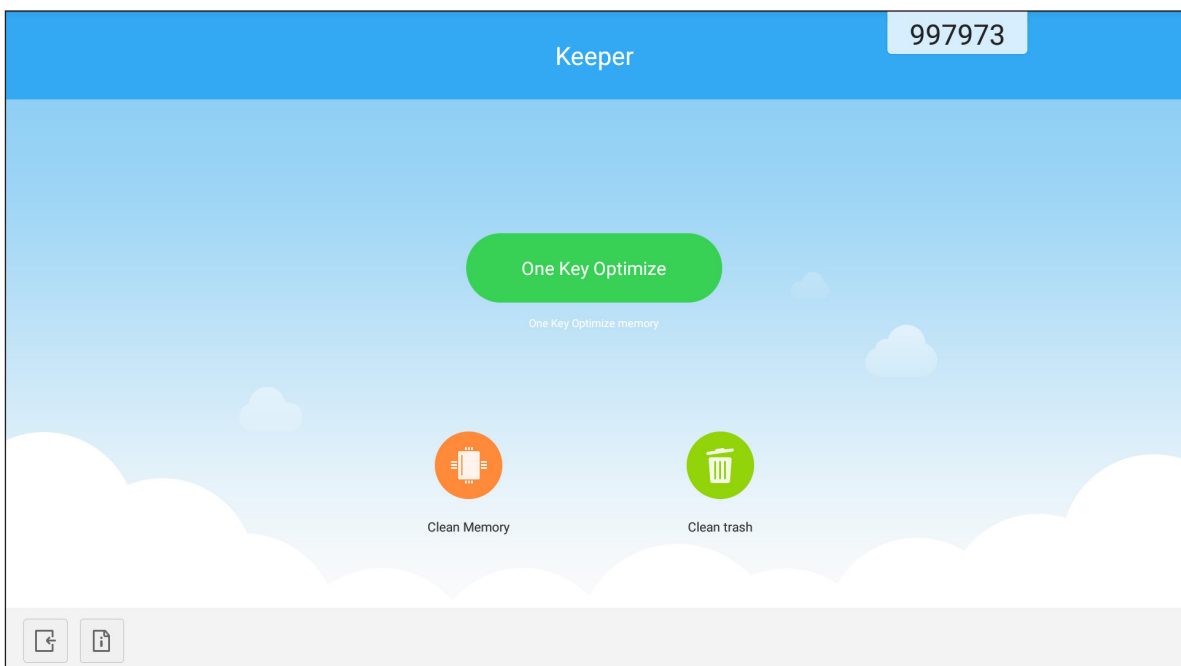 997973
Keeper
One Key Optimize
One Key Optimize memory
Clean Memory
Clean trash